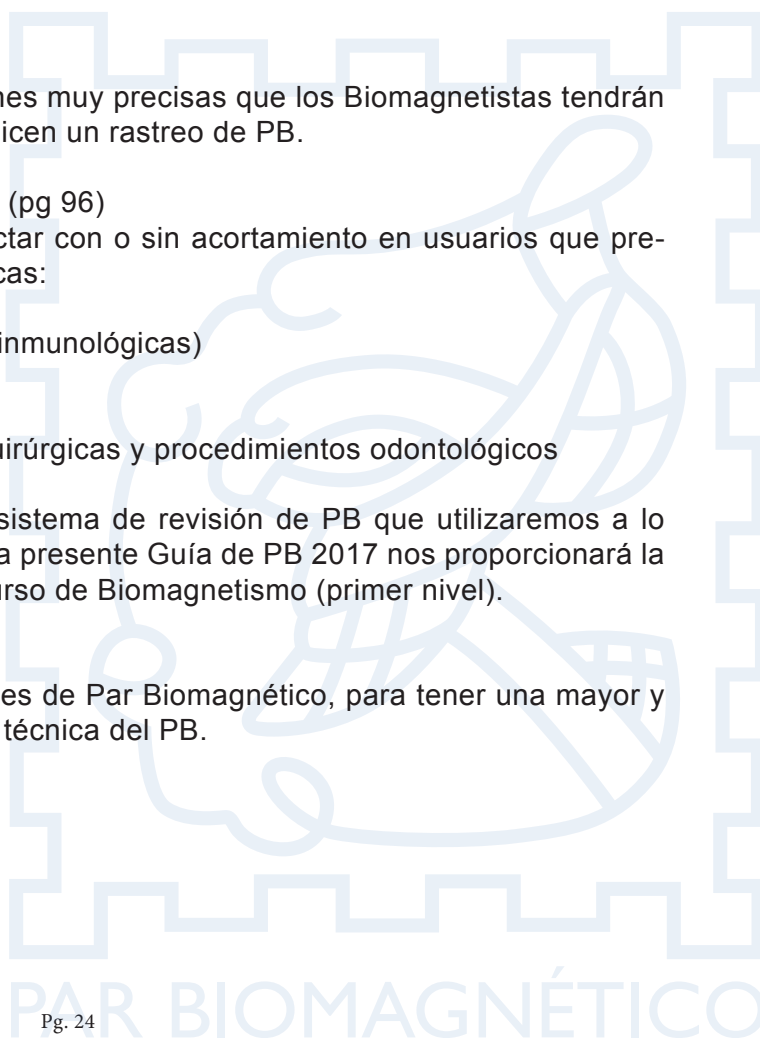 nes muy precisas que los Biomagnetistas tendrán
icen un rastreo de PB.
(pg 96)
ctar con o sin acortamiento en usuarios que pre-
cas:
inmunológicas)
uirúrgicas y procedimientos odontológicos
sistema de revisión de PB que utilizaremos a lo
a presente Guía de PB 2017 nos proporcionará la
urso de Biomagnetismo (primer nivel).
es de Par Biomagnético, para tener una mayor y
técnica del PB.
PAR BIOMAGNÉTICO
Pg. 24